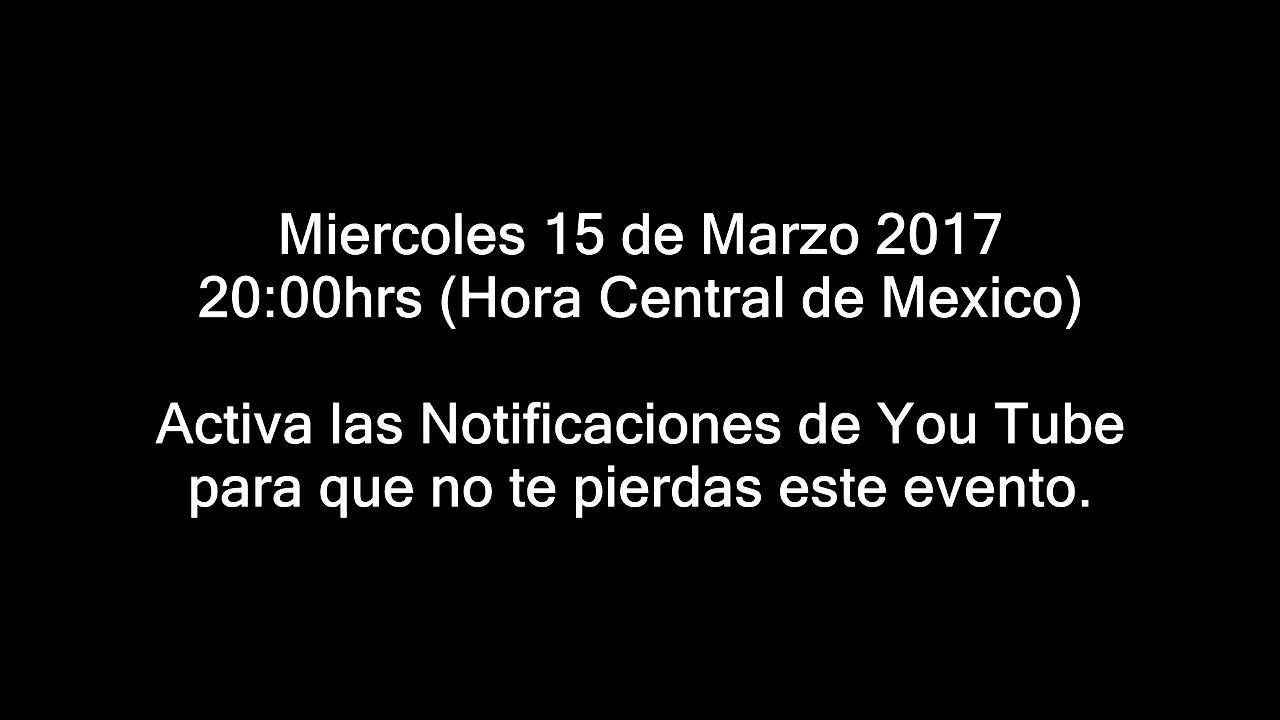 Miercoles 15 de Marzo 2017
20:00hrs (Hora Central de Mexico)
Activa las Notificaciones de You Tube
para que no te pierdas este evento.